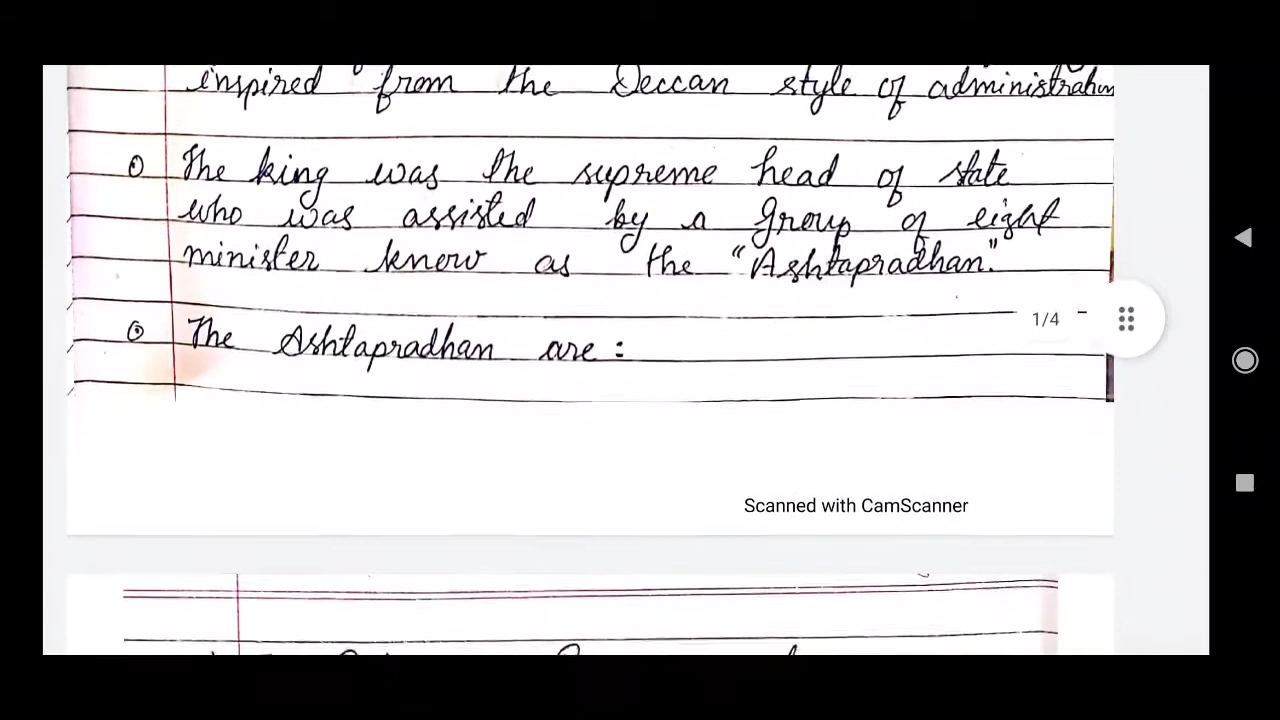 inspired from the Deccan style of administration
The king was the supreme head of state
who was assisted by a group of eight
minister know as the "Ashtapradhan."
The Ashtapradhan are :
1/4
Scanned with CamScanner